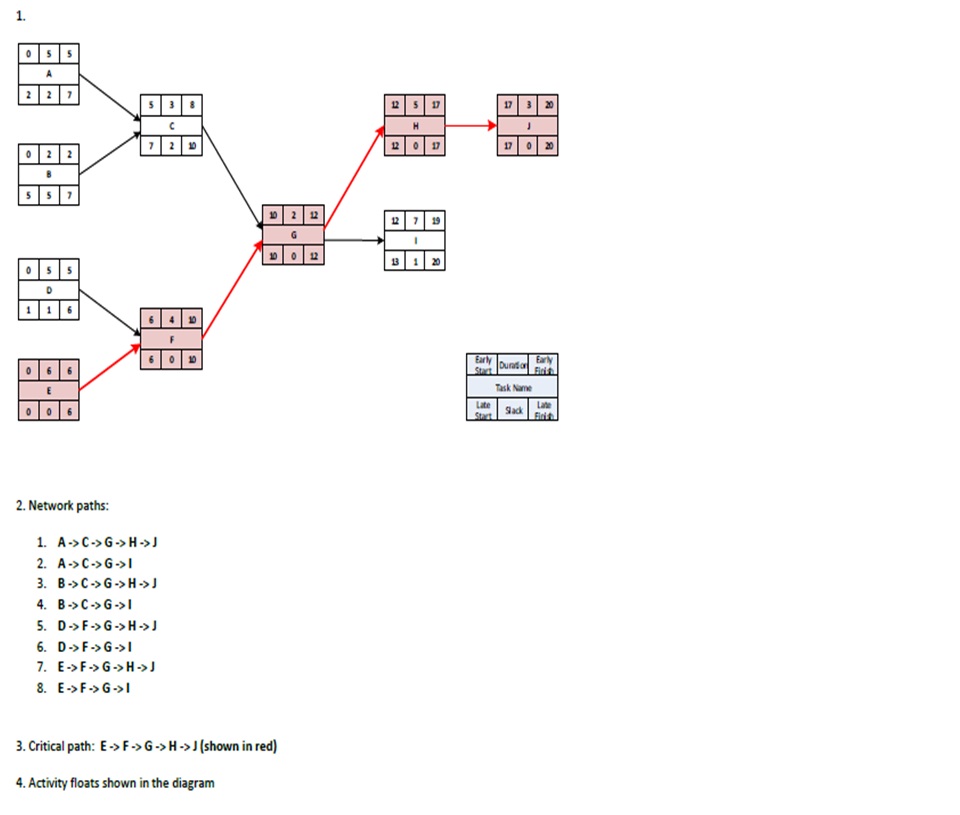 1.
0 5 5
A
2 2 7
5 3 8
C
7 2 10
12 5 17
H
12 0 17
17 3 20
J
17 0 20
0 2 2
B
5 5 7
10 2 12
G
10 0 12
12 7 19
I
13 1 20
0 5 5
D
1 1 6
6 4 10
F
6 0 10
0 6 6
E
0 0 6
Early Start Duration Early Finish
Task Name
Late Start Slack Late Finish
2. Network paths:
1. A->C->G->H->J
2. A->C->G->I
3. B->C->G->H->J
4. B->C->G->I
5. D->F->G->H->J
6. D->F->G->I
7. E->F->G->H->J
8. E->F->G->I
3. Critical path: E->F->G->H->J (shown in red)
4. Activity floats shown in the diagram